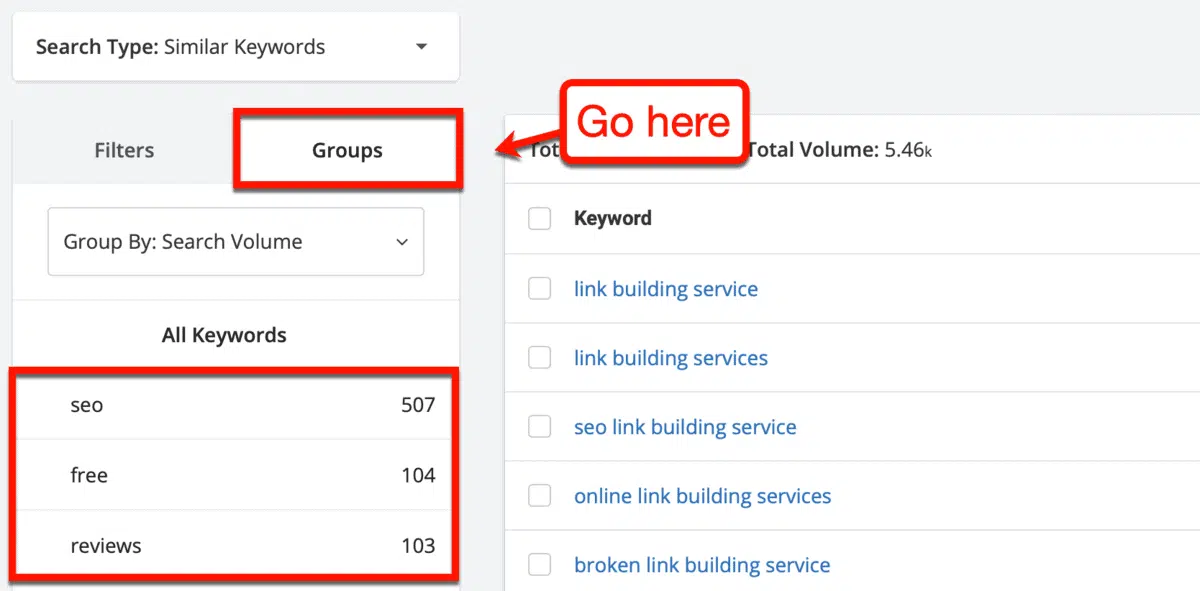 Search Type: Similar Keywords
Go here
Filters
Groups
Total Volume: 5.46k
Group By: Search Volume
Keyword
link building service
All Keywords
link building services
seo 507
seo link building service
free 104
online link building services
reviews 103
broken link building service